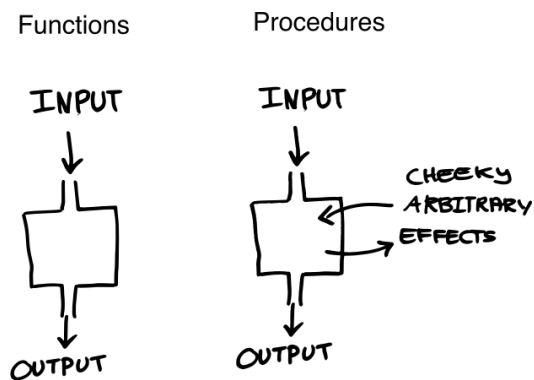 Functions
INPUT
OUTPUT
Procedures
INPUT
CHEEKY
ARBITRARY
EFFECTS
OUTPUT